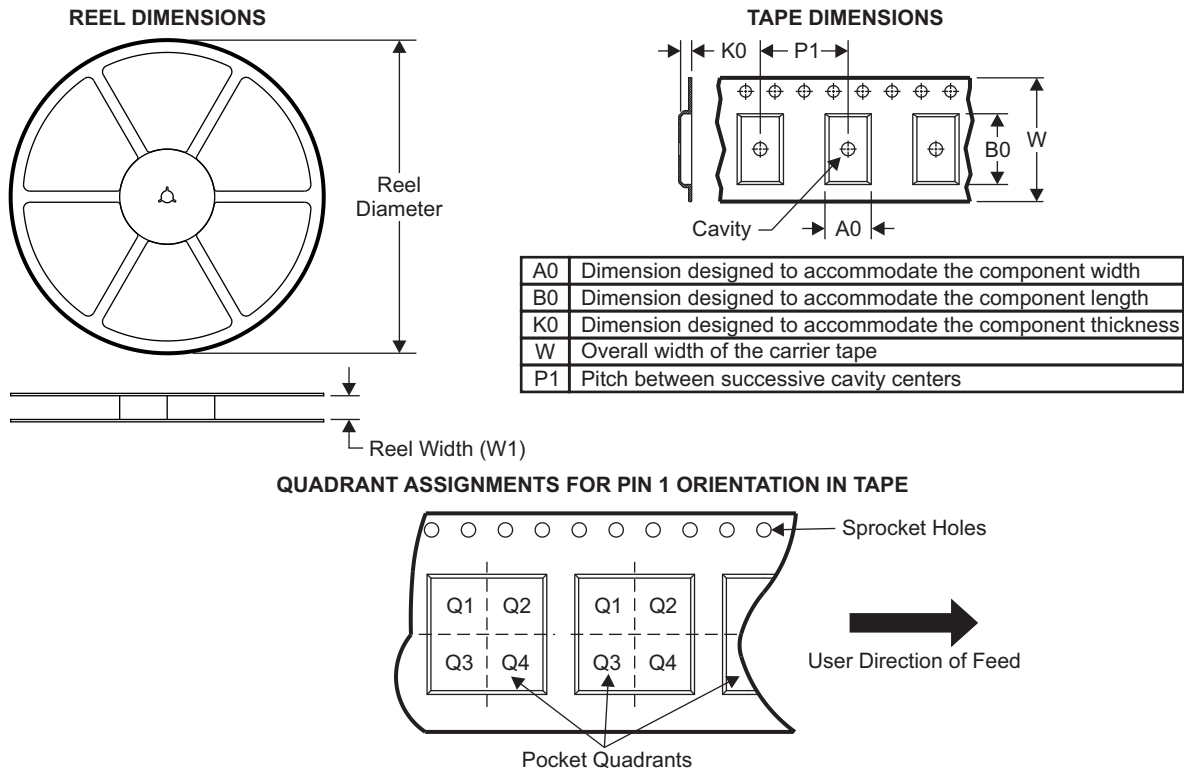 REEL DIMENSIONS
Reel
Diameter
Reel Width (W1)
TAPE DIMENSIONS
K0
P1
W
B0
Cavity
A0
A0 Dimension designed to accommodate the component width
B0 Dimension designed to accommodate the component length
K0 Dimension designed to accommodate the component thickness
W Overall width of the carrier tape
P1 Pitch between successive cavity centers
QUADRANT ASSIGNMENTS FOR PIN 1 ORIENTATION IN TAPE
Sprocket Holes
Q1 Q2 Q1 Q2
Q3 Q4 Q3 Q4
User Direction of Feed
Pocket Quadrants